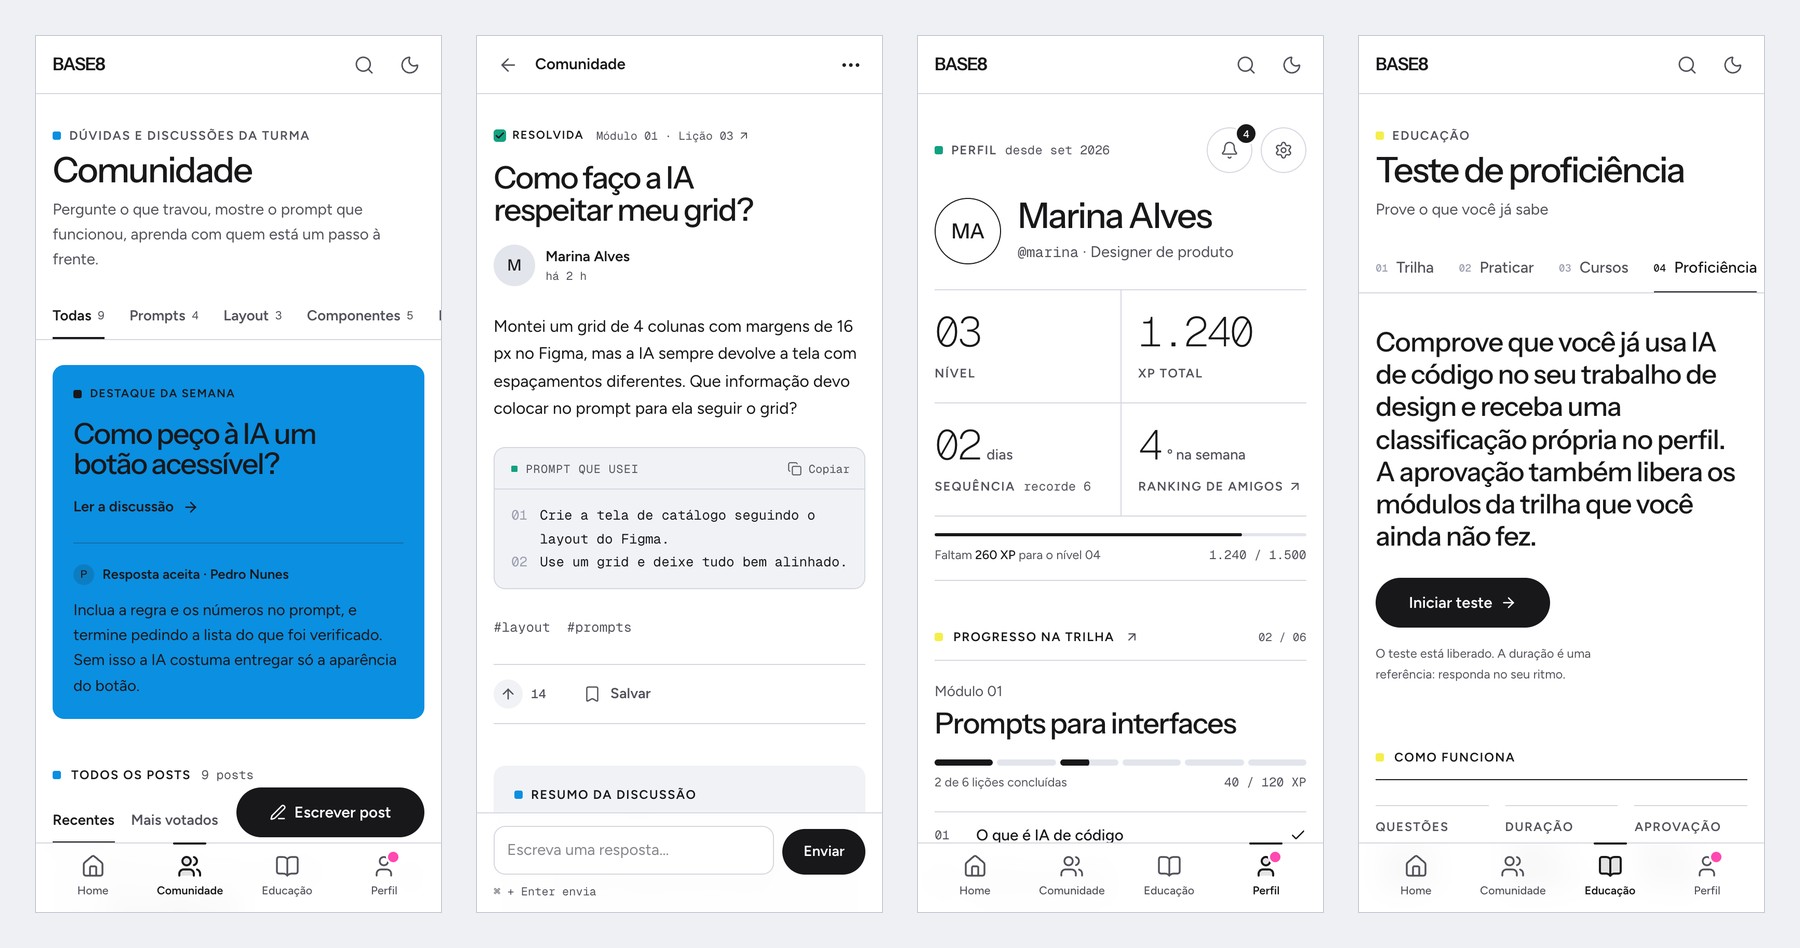 BASE8
DÚVIDAS E DISCUSSÕES DA TURMA
Comunidade
Pergunte o que travou, mostre o prompt que
funcionou, aprenda com quem está um passo à
frente.
Todas 9 Prompts 4 Layout 3 Componentes 5
DESTAQUE DA SEMANA
Como peço à IA um
botão acessível?
Ler a discussão →
P Resposta aceita · Pedro Nunes
Inclua a regra e os números no prompt, e
termine pedindo a lista do que foi verificado.
Sem isso a IA costuma entregar só a aparência
do botão.
TODOS OS POSTS 9 posts
Recentes Mais votados Escrever post
Home Comunidade Educação Perfil
← Comunidade
RESOLVIDA Módulo 01 · Lição 03 ↗
Como faço a IA
respeitar meu grid?
M Marina Alves
há 2 h
Montei um grid de 4 colunas com margens de 16
px no Figma, mas a IA sempre devolve a tela com
espaçamentos diferentes. Que informação devo
colocar no prompt para ela seguir o grid?
PROMPT QUE USEI Copiar
01 Crie a tela de catálogo seguindo o
layout do Figma.
02 Use um grid e deixe tudo bem alinhado.
#layout #prompts
14 Salvar
RESUMO DA DISCUSSÃO
Escreva uma resposta... Enviar
⌘ + Enter envia
BASE8
PERFIL desde set 2026 4
MA Marina Alves
@marina · Designer de produto
03 1.240
NÍVEL XP TOTAL
02 dias 4º na semana
SEQUÊNCIA recorde 6 RANKING DE AMIGOS ↗
Faltam 260 XP para o nível 04 1.240 / 1.500
PROGRESSO NA TRILHA ↗ 02 / 06
Módulo 01
Prompts para interfaces
2 de 6 lições concluídas 40 / 120 XP
01 O que é IA de código
Home Comunidade Educação Perfil
BASE8
EDUCAÇÃO
Teste de proficiência
Prove o que você já sabe
01 Trilha 02 Praticar 03 Cursos 04 Proficiência
Comprove que você já usa IA
de código no seu trabalho de
design e receba uma
classificação própria no perfil.
A aprovação também libera os
módulos da trilha que você
ainda não fez.
Iniciar teste →
O teste está liberado. A duração é uma
referência: responda no seu ritmo.
COMO FUNCIONA
QUESTÕES DURAÇÃO APROVAÇÃO
Home Comunidade Educação Perfil